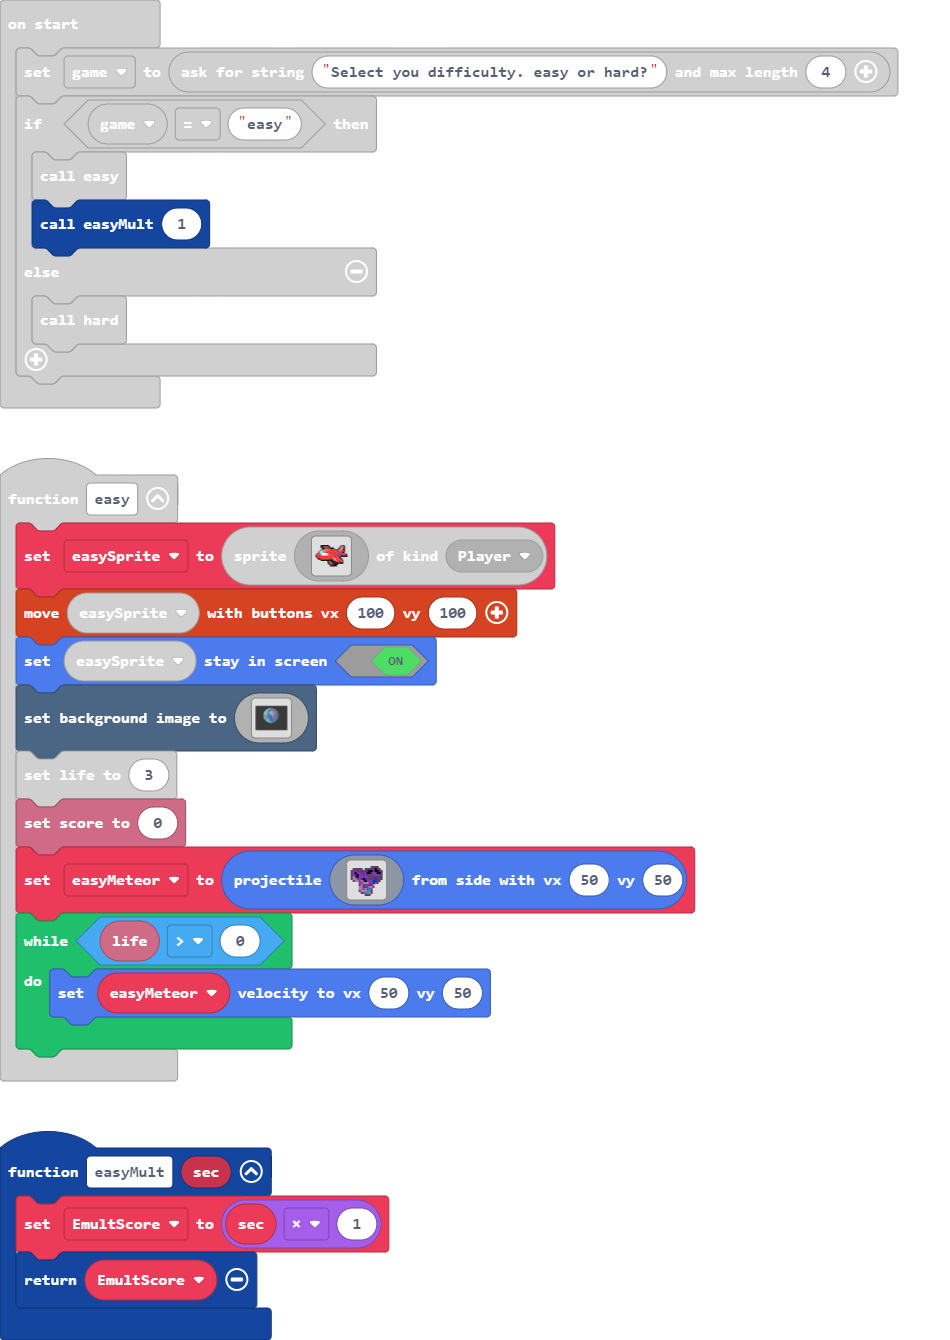 on start
set game to ask for string "Select you difficulty. easy or hard?" and max length 4
if game = "easy" then
call easy
call easyMult 1
else
call hard
function easy
set easySprite to sprite of kind Player
move easySprite with buttons vx 100 vy 100
set easySprite stay in screen ON
set background image to
set life to 3
set score to 0
set easyMeteor to projectile from side with vx 50 vy 50
while life > 0
do set easyMeteor velocity to vx 50 vy 50
function easyMult sec
set EmultScore to sec × 1
return EmultScore